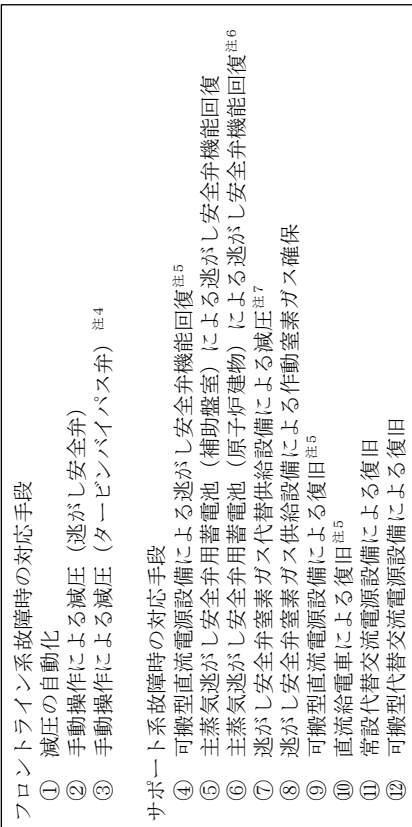 フロントライン系故障時の対応手段
① 減圧の自動化
② 手動操作による減圧（逃がし安全弁）
③ 手動操作による減圧（タービンバイパス弁）注４
サポート系故障時の対応手段
④ 可搬型直流電源設備による逃がし安全弁機能回復注５
⑤ 主蒸気逃がし安全弁用蓄電池（補助盤室）による逃がし安全弁機能回復
⑥ 主蒸気逃がし安全弁用蓄電池（原子炉建物）による逃がし安全弁機能回復注６
⑦ 逃がし安全弁窒素ガス代替供給設備による減圧注７
⑧ 逃がし安全弁窒素ガス供給設備による作動窒素ガス確保
⑨ 可搬型直流電源設備による復旧注５
⑩ 直流給電車による復旧注５
⑪ 常設代替交流電源設備による復旧
⑫ 可搬型代替交流電源設備による復旧